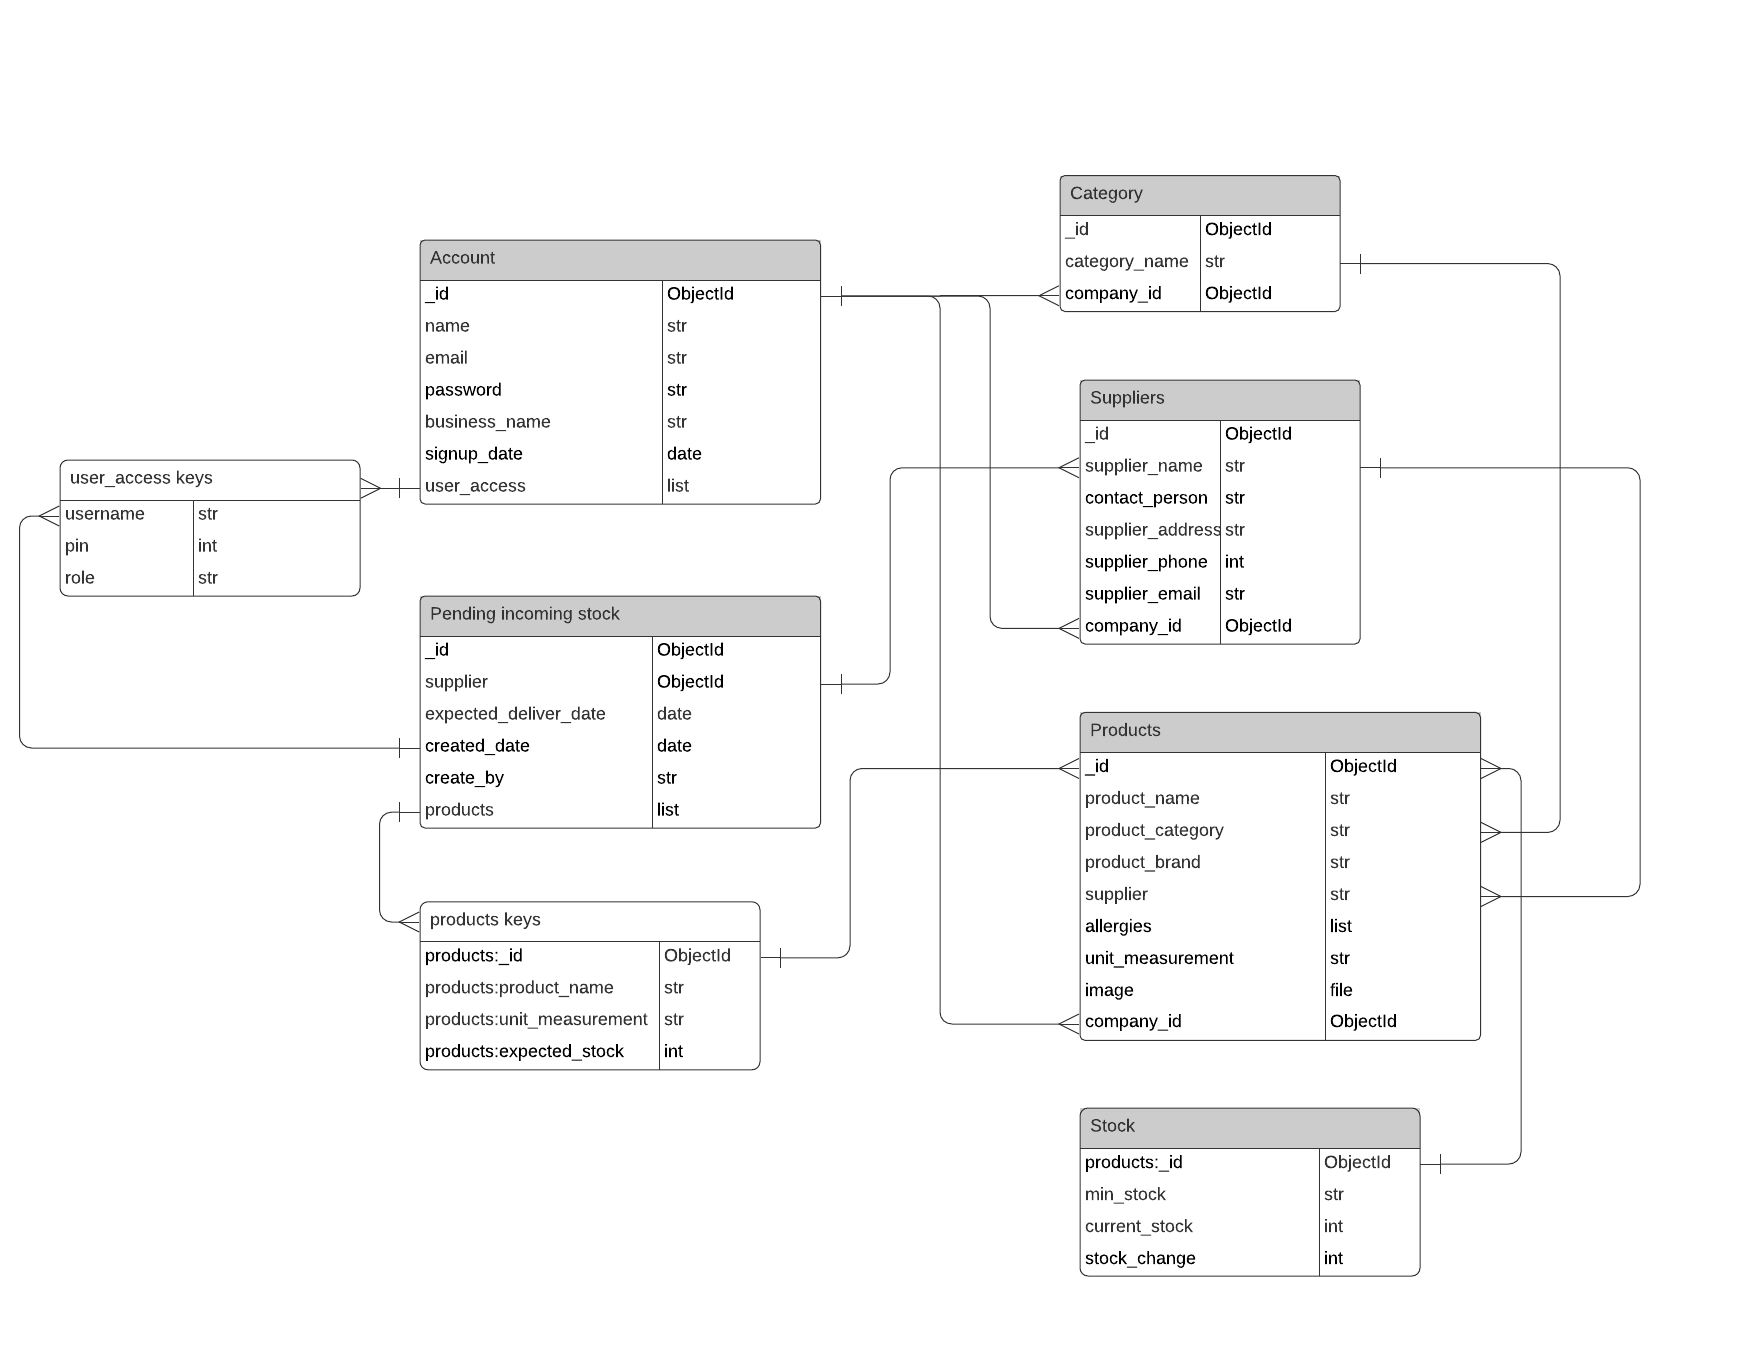 Category
_id ObjectId
category_name str
company_id ObjectId
Account
_id ObjectId
name str
email str
password str
business_name str
signup_date date
user_access list
Suppliers
_id ObjectId
supplier_name str
contact_person str
supplier_address str
supplier_phone int
supplier_email str
company_id ObjectId
user_access keys
username str
pin int
role str
Pending incoming stock
_id ObjectId
supplier ObjectId
expected_deliver_date date
created_date date
create_by str
products list
Products
_id ObjectId
product_name str
product_category str
product_brand str
supplier str
allergies list
unit_measurement str
image file
company_id ObjectId
products keys
products:_id ObjectId
products:product_name str
products:unit_measurement str
products:expected_stock int
Stock
products:_id ObjectId
min_stock str
current_stock int
stock_change int